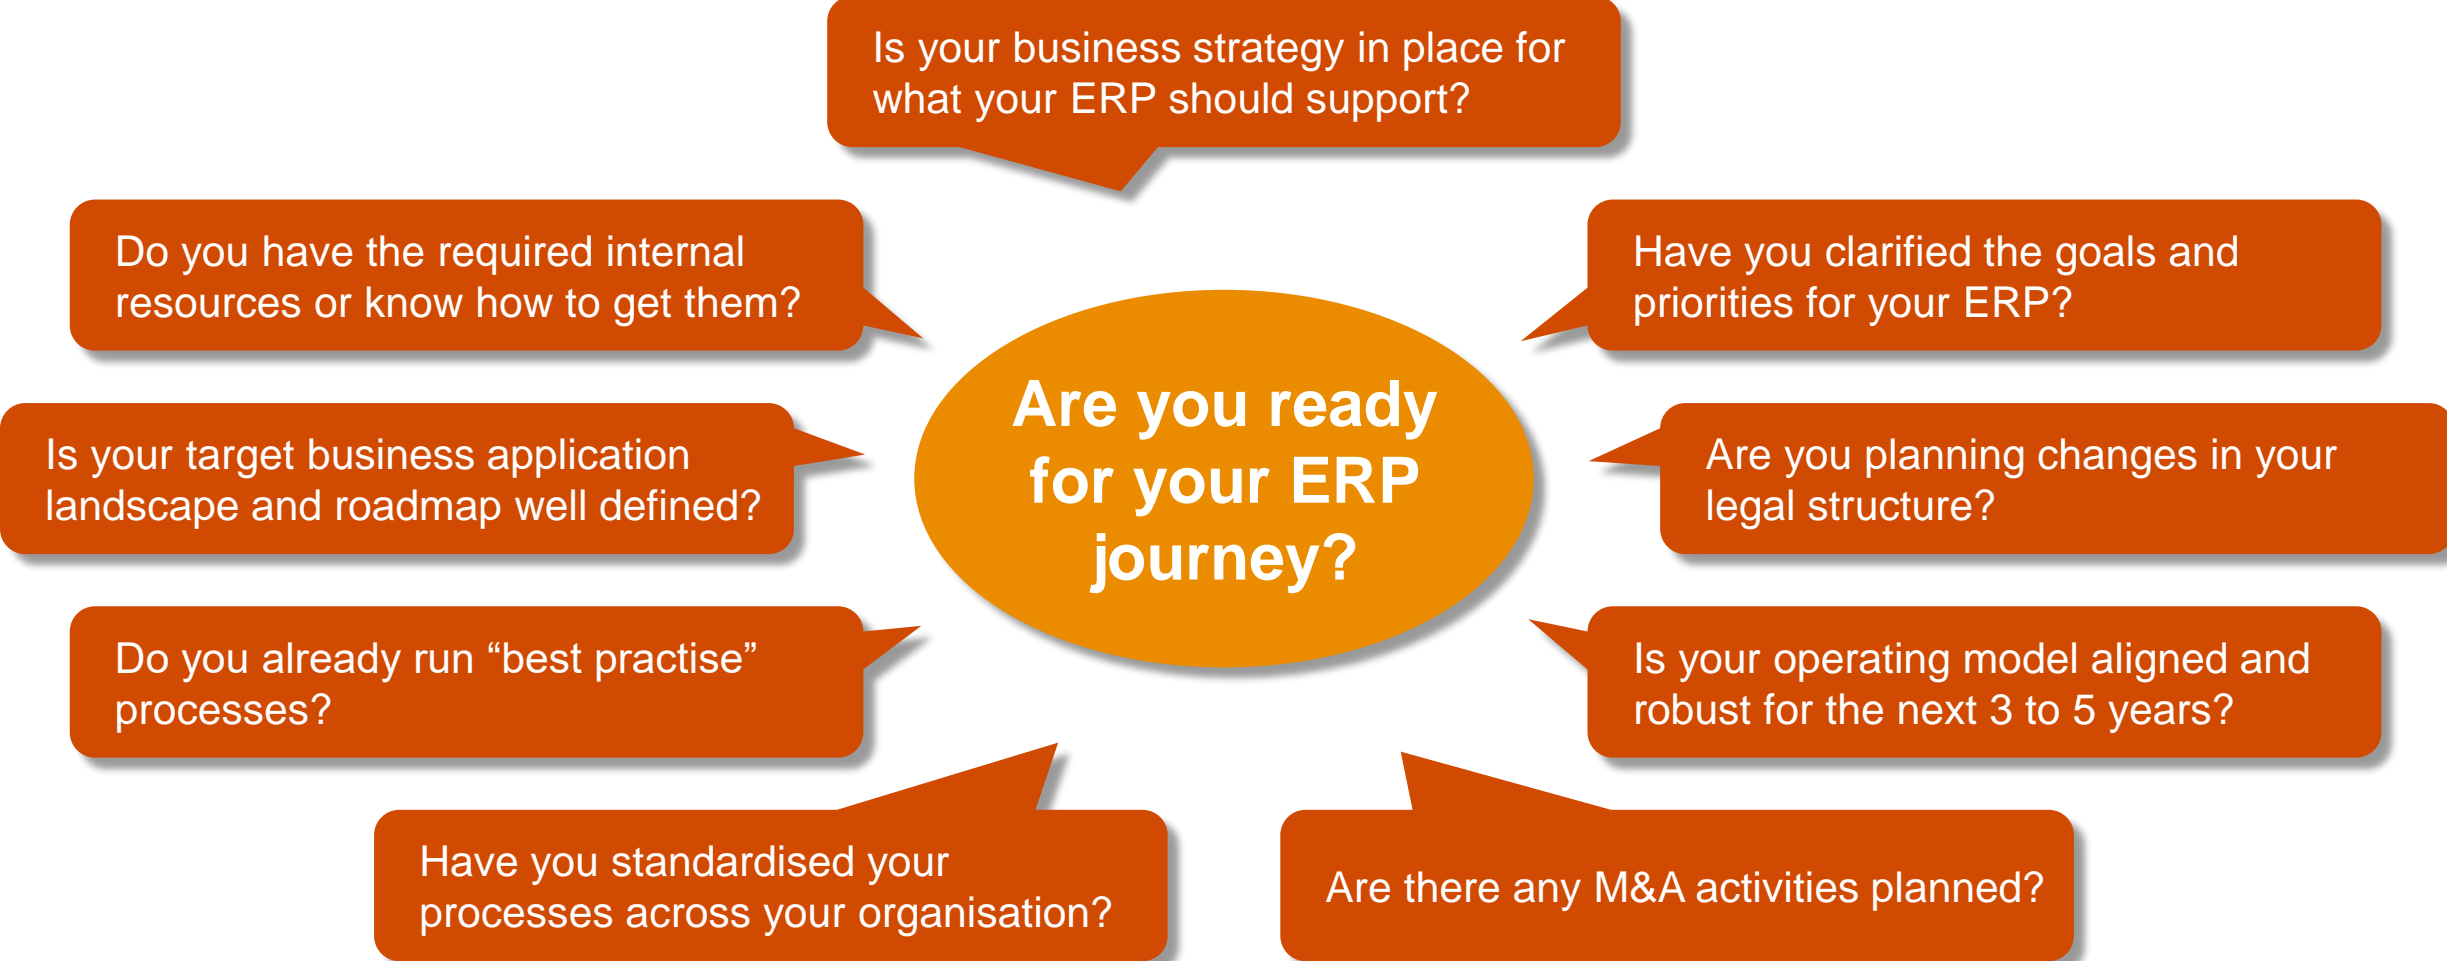 Is your business strategy in place for
what your ERP should support?
Do you have the required internal
resources or know how to get them?
Have you clarified the goals and
priorities for your ERP?
Are you ready
for your ERP
journey?
Is your target business application
landscape and roadmap well defined?
Are you planning changes in your
legal structure?
Do you already run “best practise”
processes?
Is your operating model aligned and
robust for the next 3 to 5 years?
Have you standardised your
processes across your organisation?
Are there any M&A activities planned?